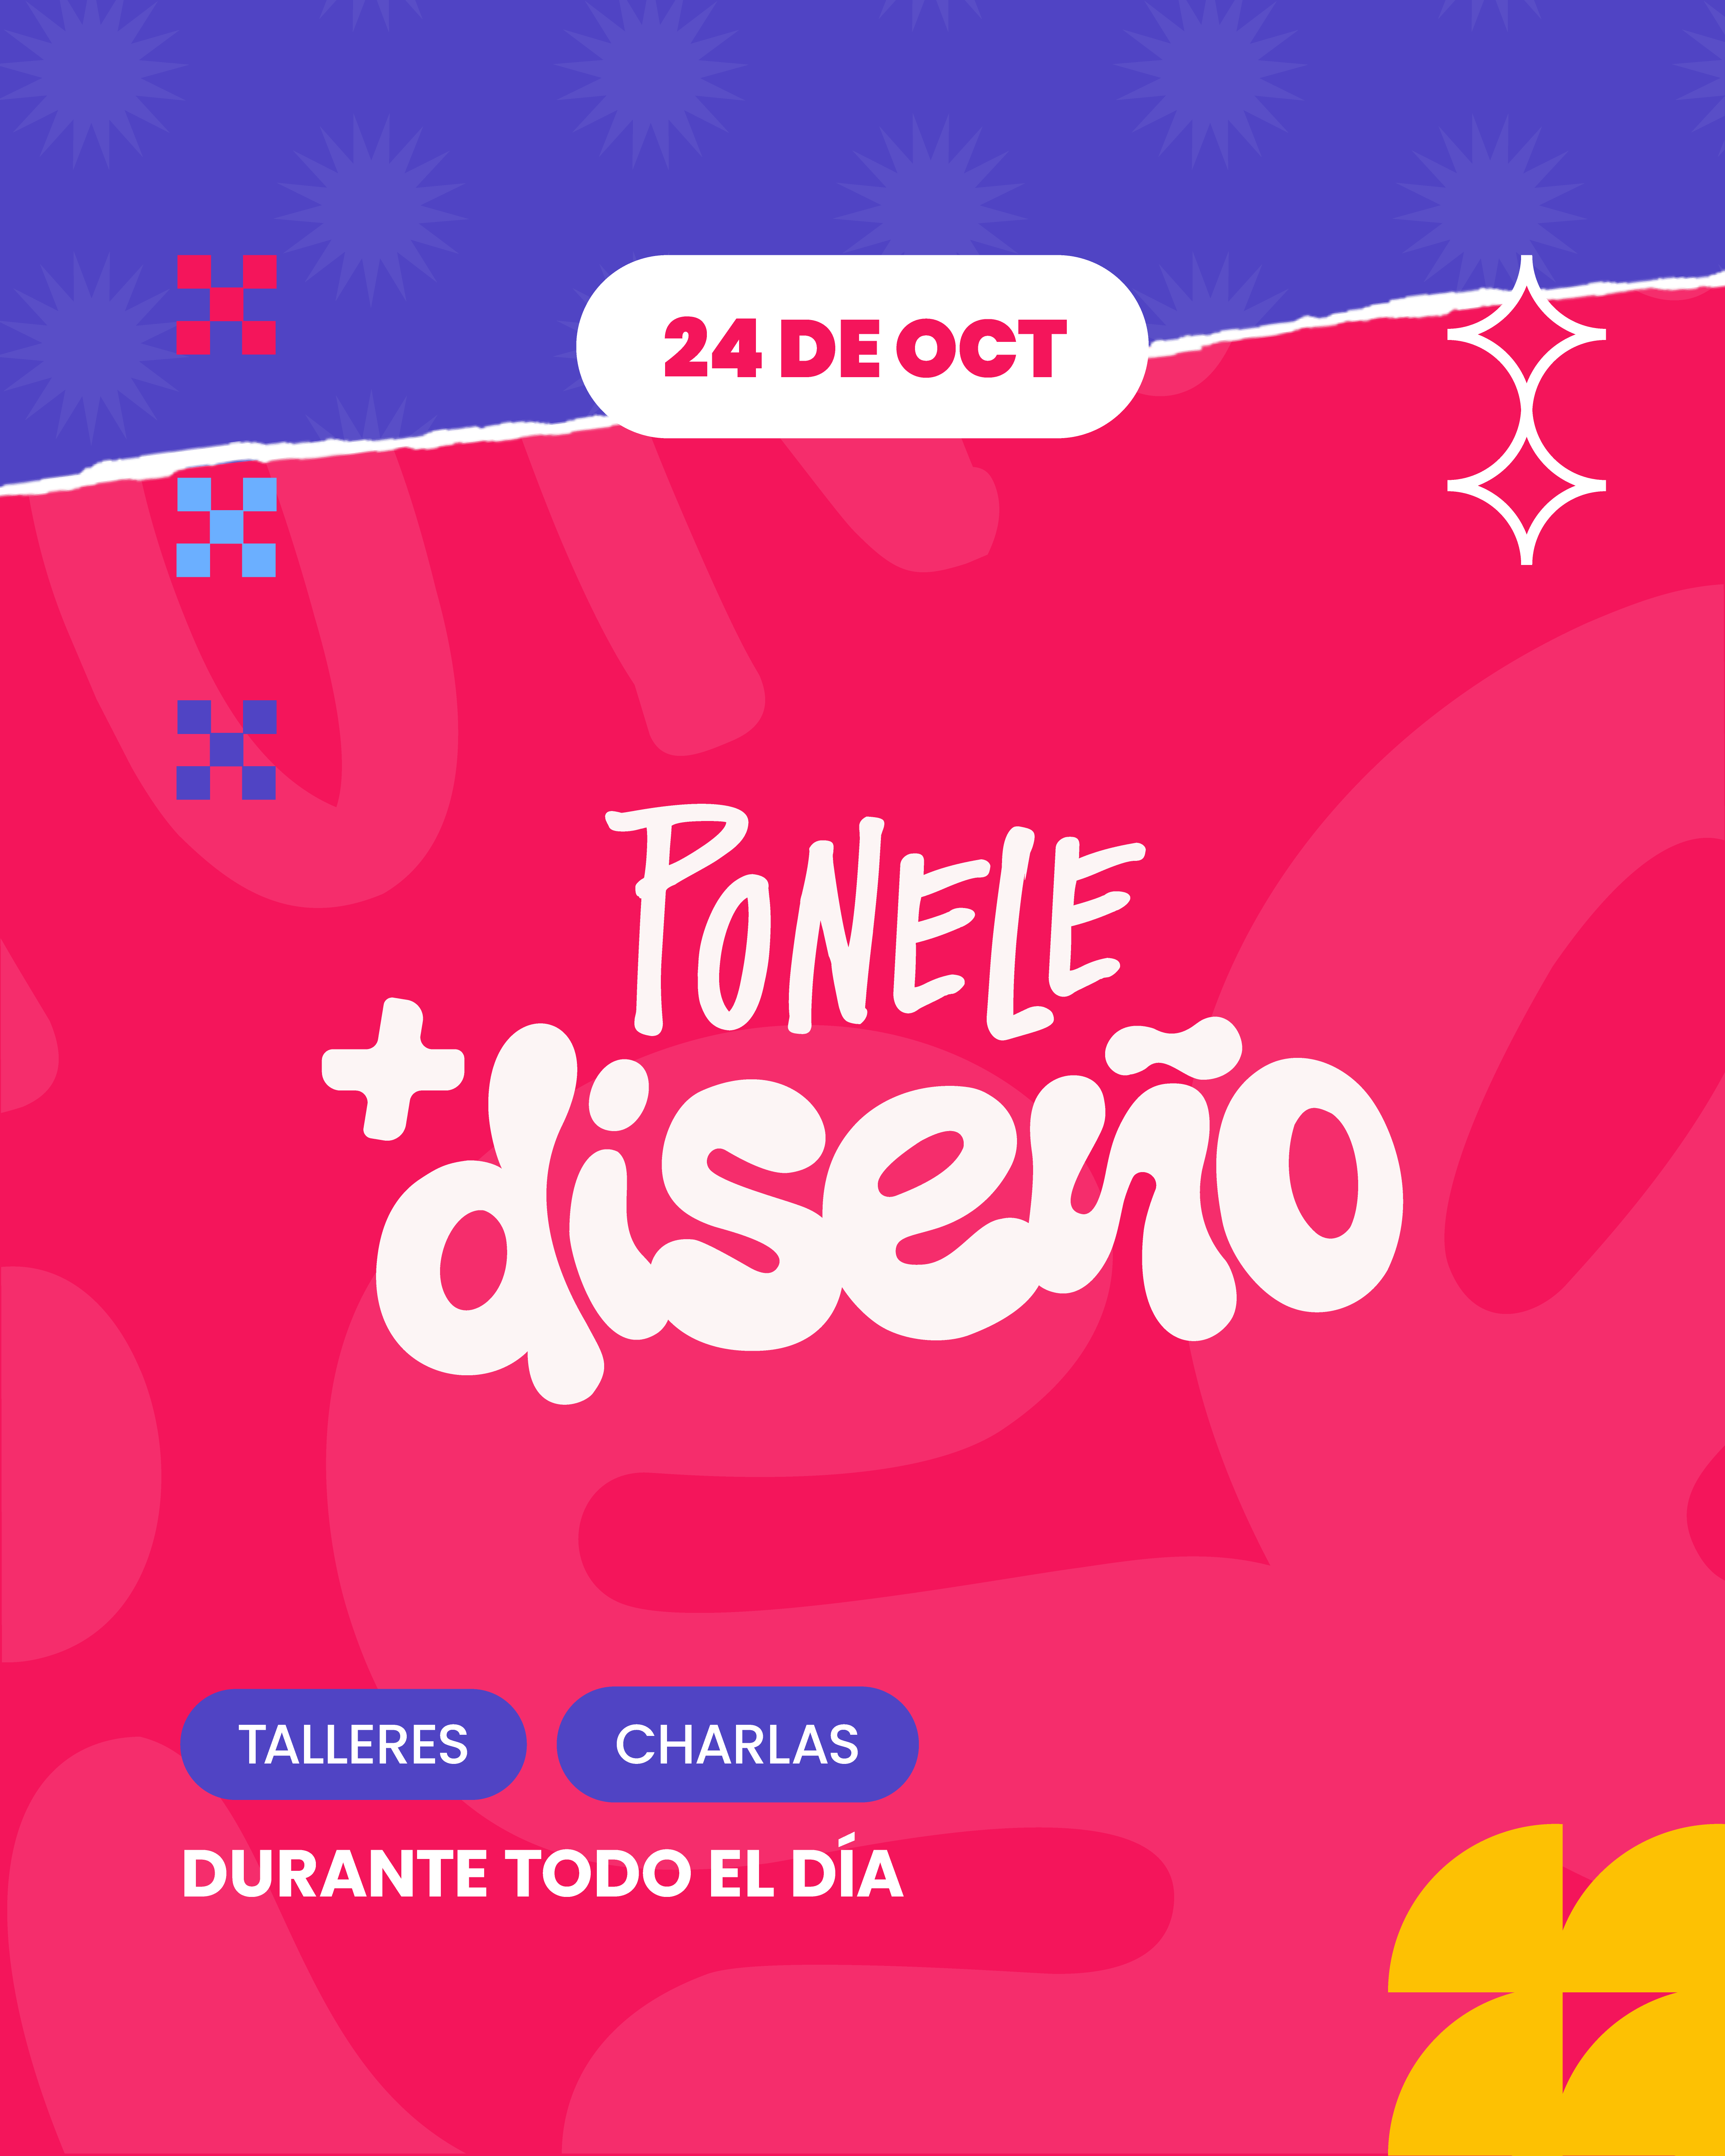 24 DE OCT
PONELE
+diseño
TALLERES
CHARLAS
DURANTE TODO EL DÍA